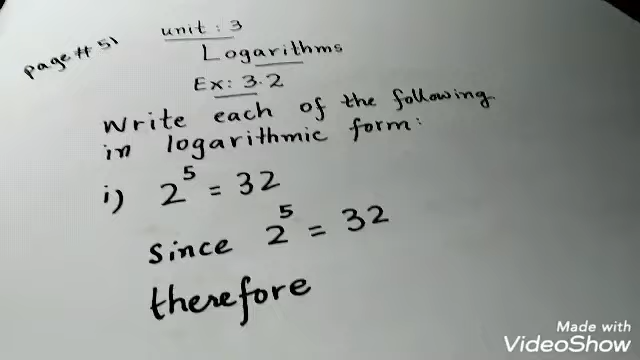 page # 51
unit : 3
Logarithms
Ex: 3.2
Write each of the following
in logarithmic form:
i) 2⁵ = 32
since 2⁵ = 32
therefore
Made with
VideoShow